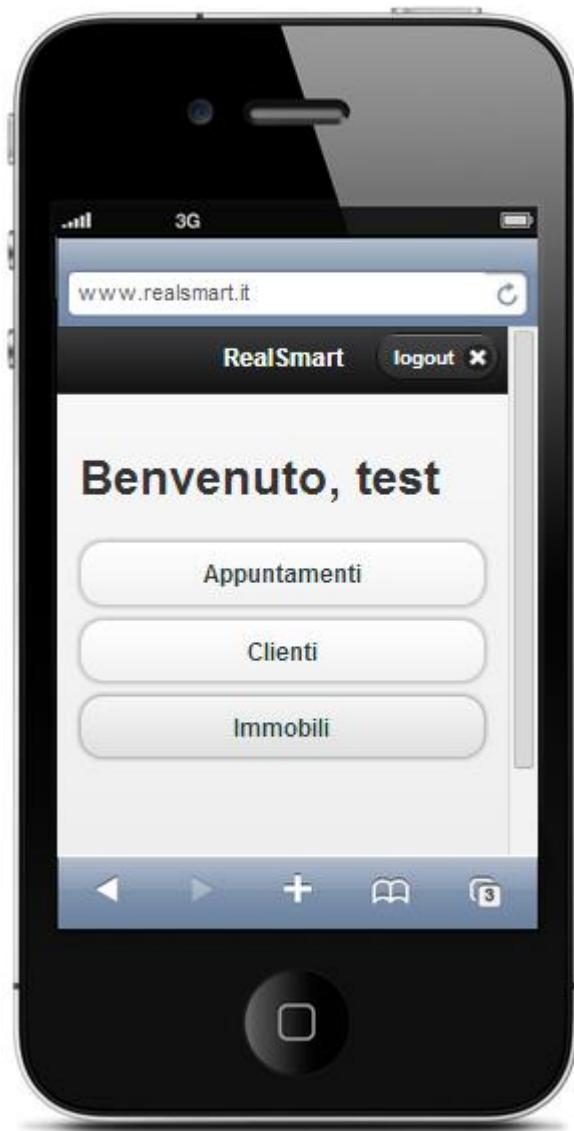 3G
www.realsmart.it
RealSmart logout
Benvenuto, test
Appuntamenti
Clienti
Immobili
3